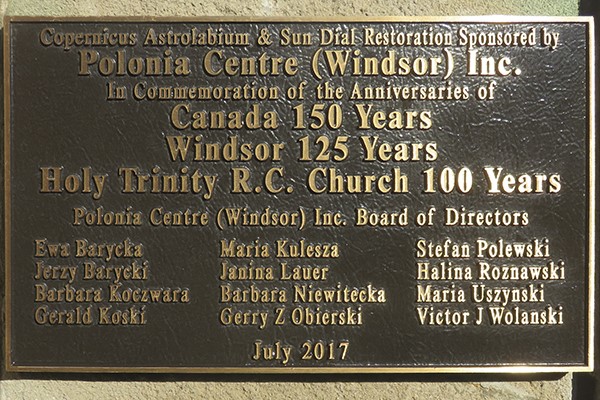 Copernicus Astrolabium & Sun Dial Restoration Sponsored by
Polonia Centre (Windsor) Inc.
In Commemoration of the Anniversaries of
Canada 150 Years
Windsor 125 Years
Holy Trinity R.C. Church 100 Years
Polonia Centre (Windsor) Inc. Board of Directors
Ewa Barycka Maria Kulesza Stefan Polewski
Jerzy Barycki Janina Lauer Halina Roznawski
Barbara Koczwara Barbara Niewitecka Maria Uszynski
Gerald Koski Gerry Z Obierski Victor J Wolanski
July 2017